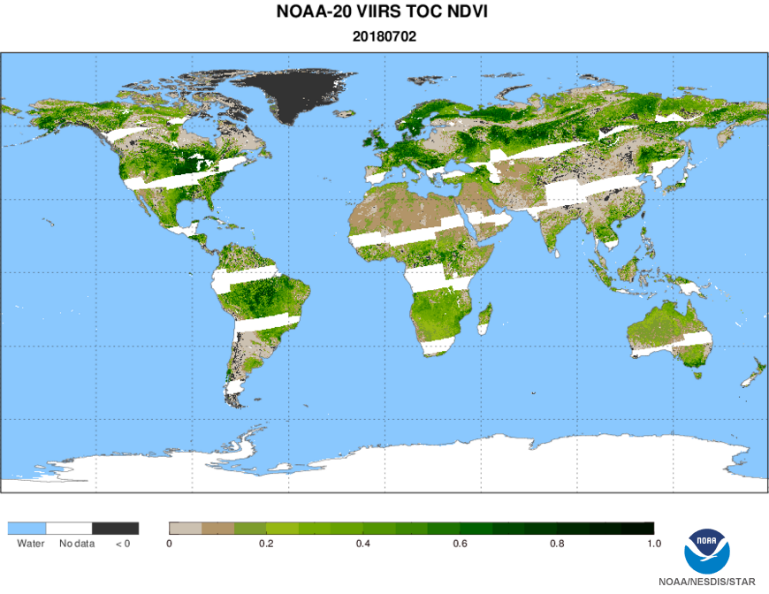 NOAA-20 VIIRS TOC NDVI
20180702
Water No data < 0 0 0.2 0.4 0.6 0.8 1.0
NOAA
NOAA/NESDIS/STAR